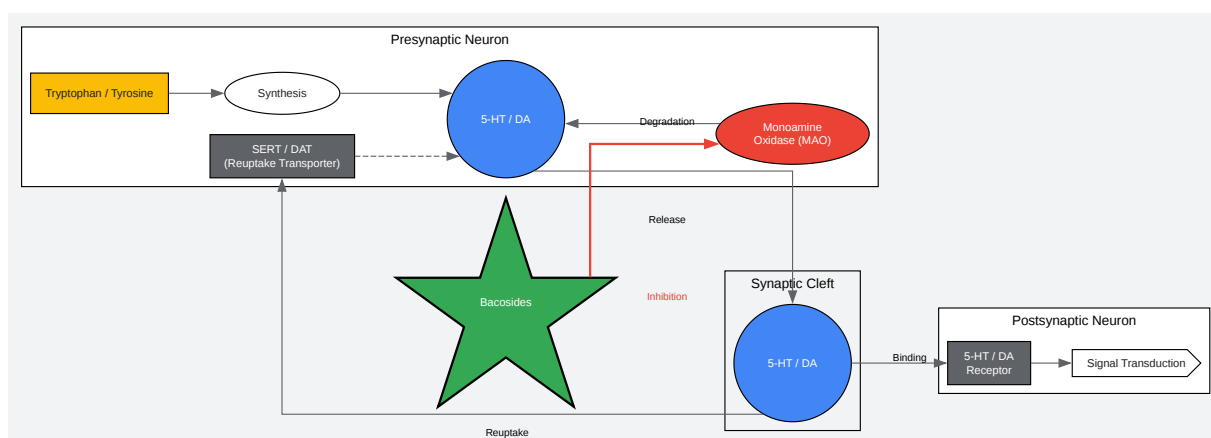 Presynaptic Neuron
Tryptophan / Tyrosine
Synthesis
5-HT / DA
Degradation
Monoamine
Oxidase (MAO)
SERT / DAT
(Reuptake Transporter)
Release
Inhibition
Bacosides
Synaptic Cleft
5-HT / DA
Binding
Postsynaptic Neuron
5-HT / DA
Receptor
Signal Transduction
Reuptake